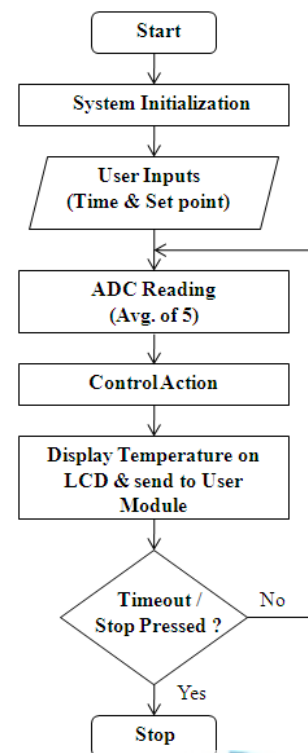 Start
System Initialization
User Inputs
(Time & Set point)
ADC Reading
(Avg. of 5)
Control Action
Display Temperature on
LCD & send to User
Module
Timeout /
Stop Pressed ?
No
Yes
Stop